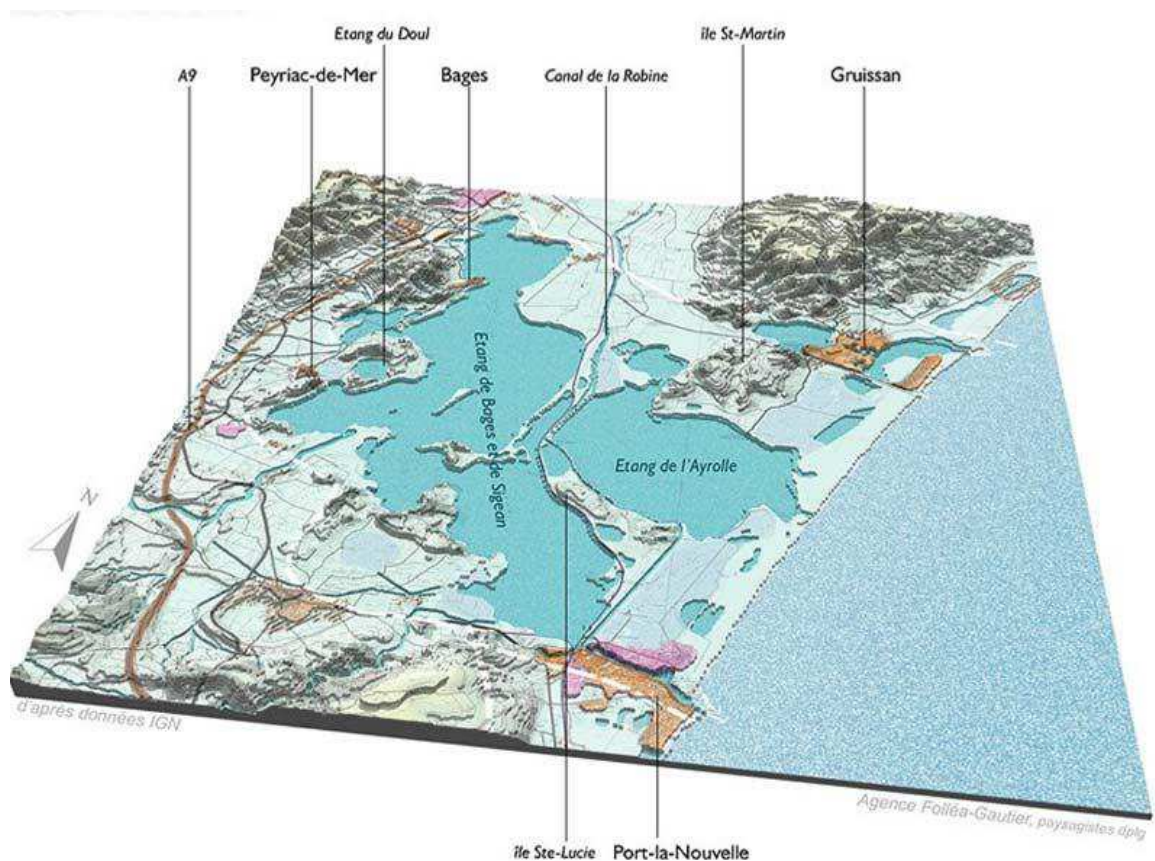 Etang du Doul
île St-Martin
A9
Peyriac-de-Mer
Bages
Canal de la Robine
Gruissan
Etang de Bages et de Sigean
Etang de l'Ayrolle
N
d'après données IGN
Agence Folléa-Gautier, paysagistes dplg
île Ste-Lucie
Port-la-Nouvelle